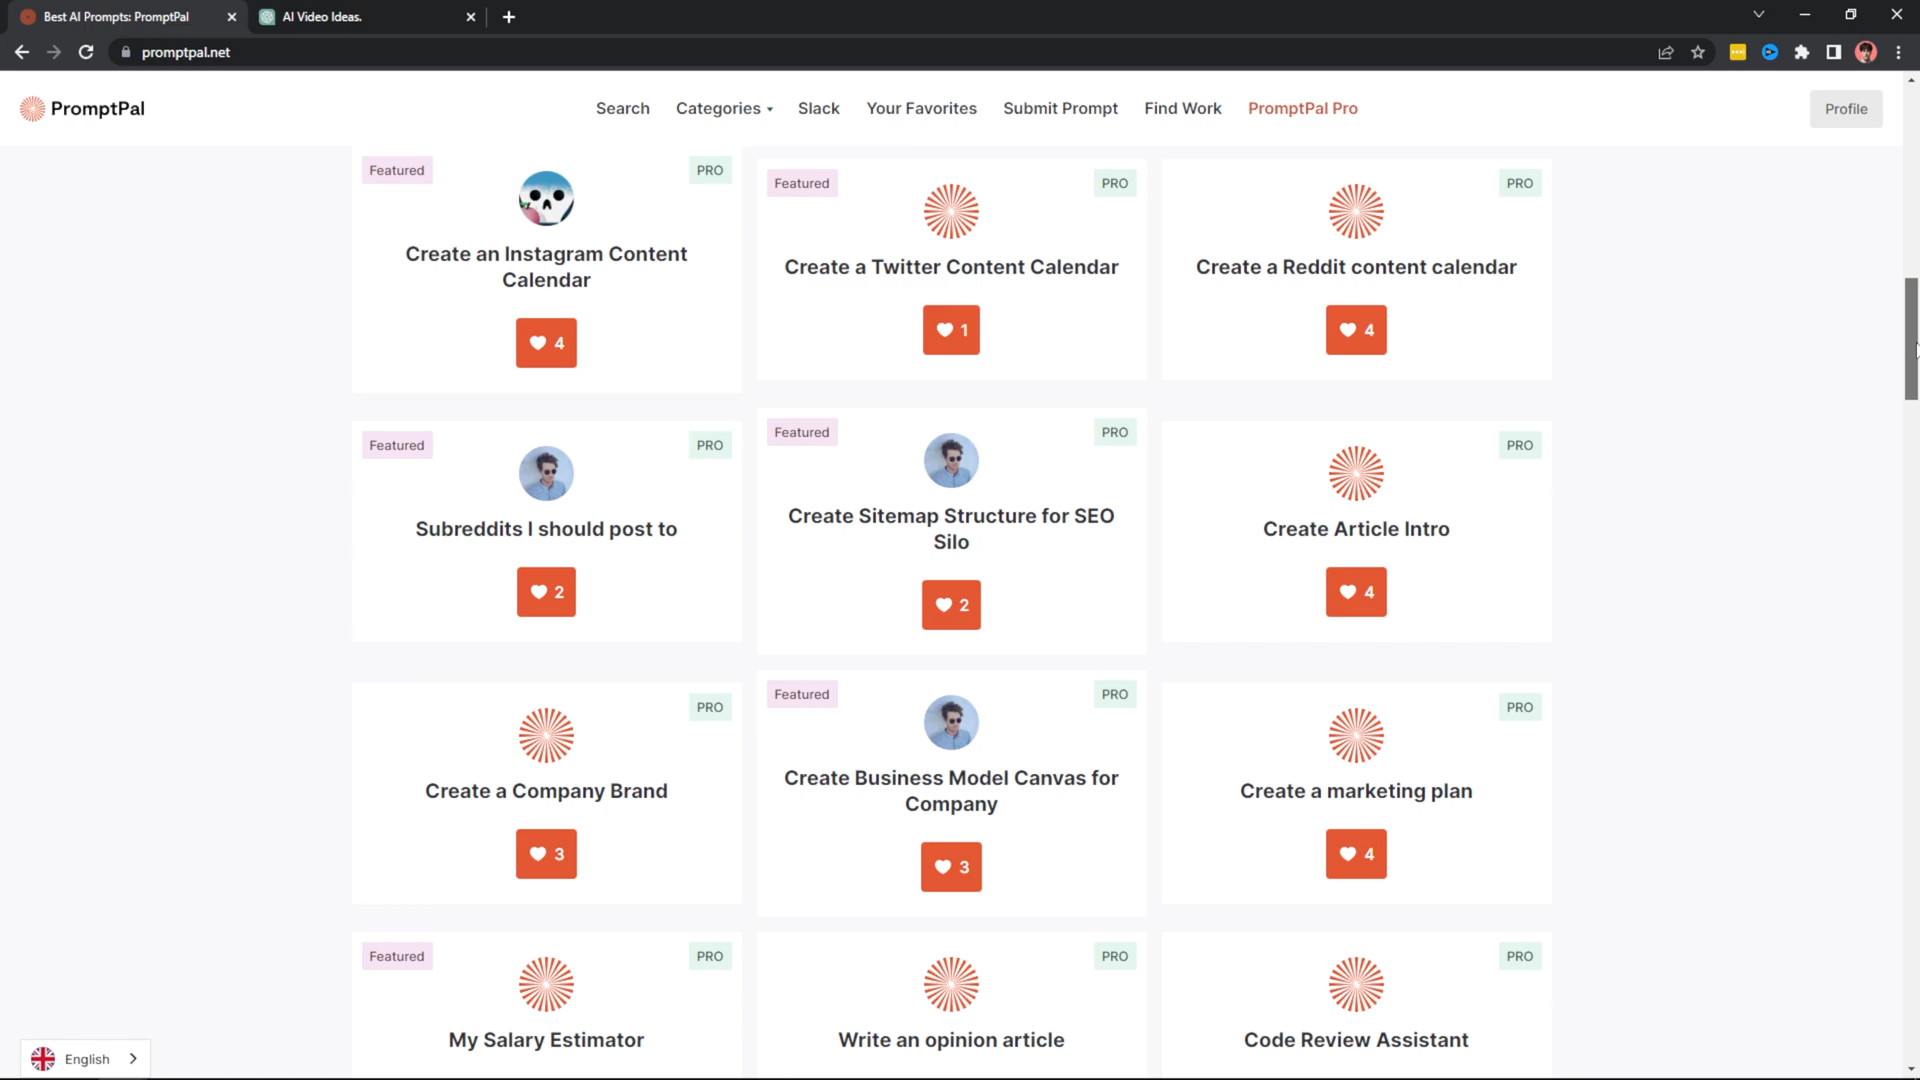 Best AI Prompts: PromptPal
AI Video Ideas.
promptpal.net
PromptPal
Search
Categories
Slack
Your Favorites
Submit Prompt
Find Work
PromptPal Pro
Profile
Featured
PRO
Create an Instagram Content
Calendar
4
Featured
PRO
Create a Twitter Content Calendar
1
PRO
Create a Reddit content calendar
4
Featured
PRO
Subreddits I should post to
2
Featured
PRO
Create Sitemap Structure for SEO
Silo
2
PRO
Create Article Intro
4
PRO
Create a Company Brand
3
Featured
PRO
Create Business Model Canvas for
Company
3
PRO
Create a marketing plan
4
Featured
PRO
My Salary Estimator
PRO
Write an opinion article
PRO
Code Review Assistant
English